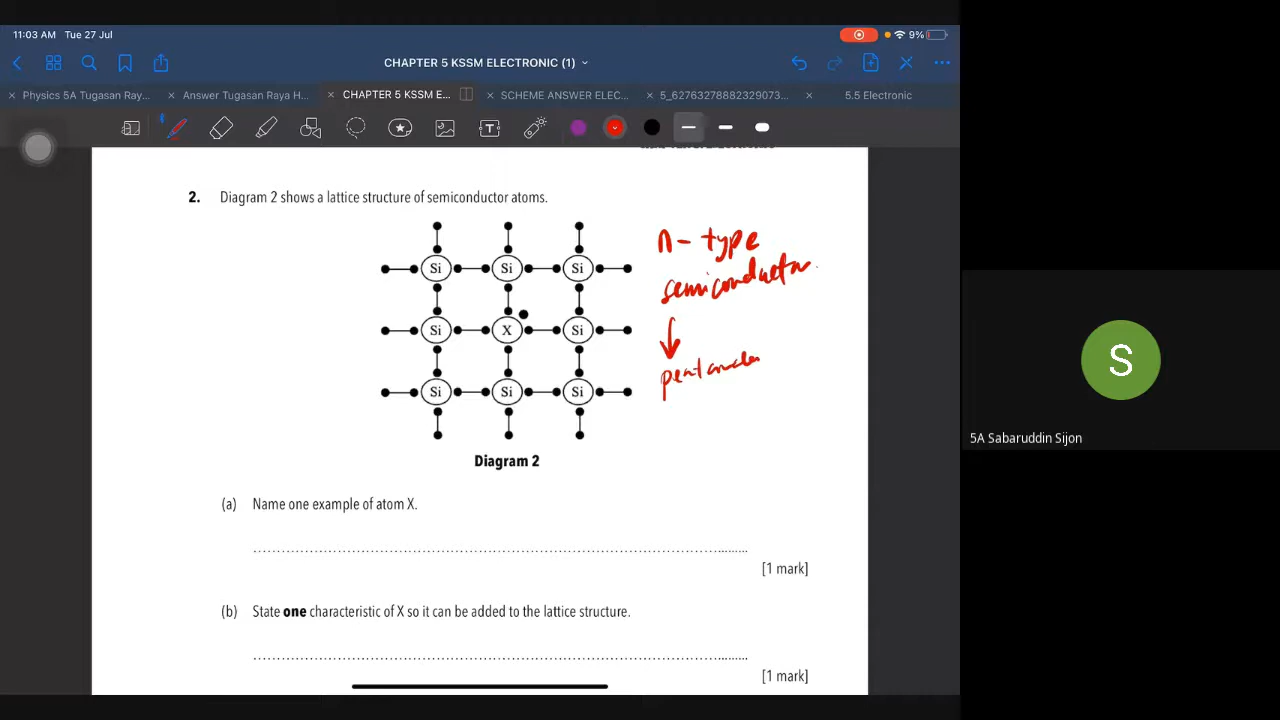 11:03 AM Tue 27 Jul
9%
CHAPTER 5 KSSM ELECTRONIC (1)
Physics 5A Tugasan Ray...
Answer Tugasan Raya H...
CHAPTER 5 KSSM E...
SCHEME ANSWER ELEC...
5_62763278882329073...
5.5 Electronic
2. Diagram 2 shows a lattice structure of semiconductor atoms.
n - type
semiconductor
Si Si Si
Si X Si
Si Si Si
Diagram 2
(a) Name one example of atom X.
[1 mark]
(b) State one characteristic of X so it can be added to the lattice structure.
[1 mark]
S
5A Sabaruddin Sijon